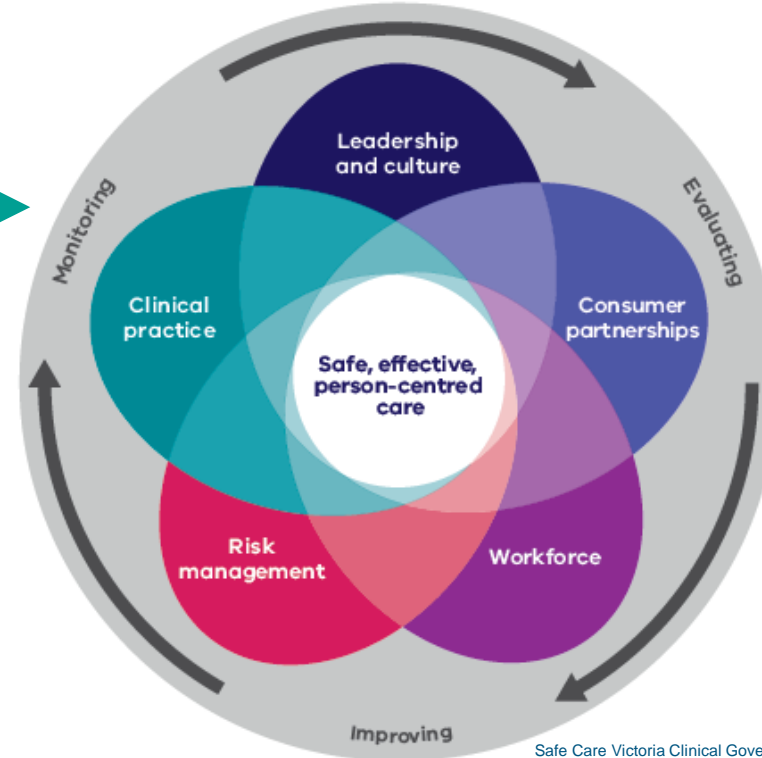 Leadership
and culture
Monitoring
Evaluating
Clinical
practice
Consumer
partnerships
Safe, effective,
person-centred
care
Risk
management
Workforce
Improving
Safe Care Victoria Clinical Gove